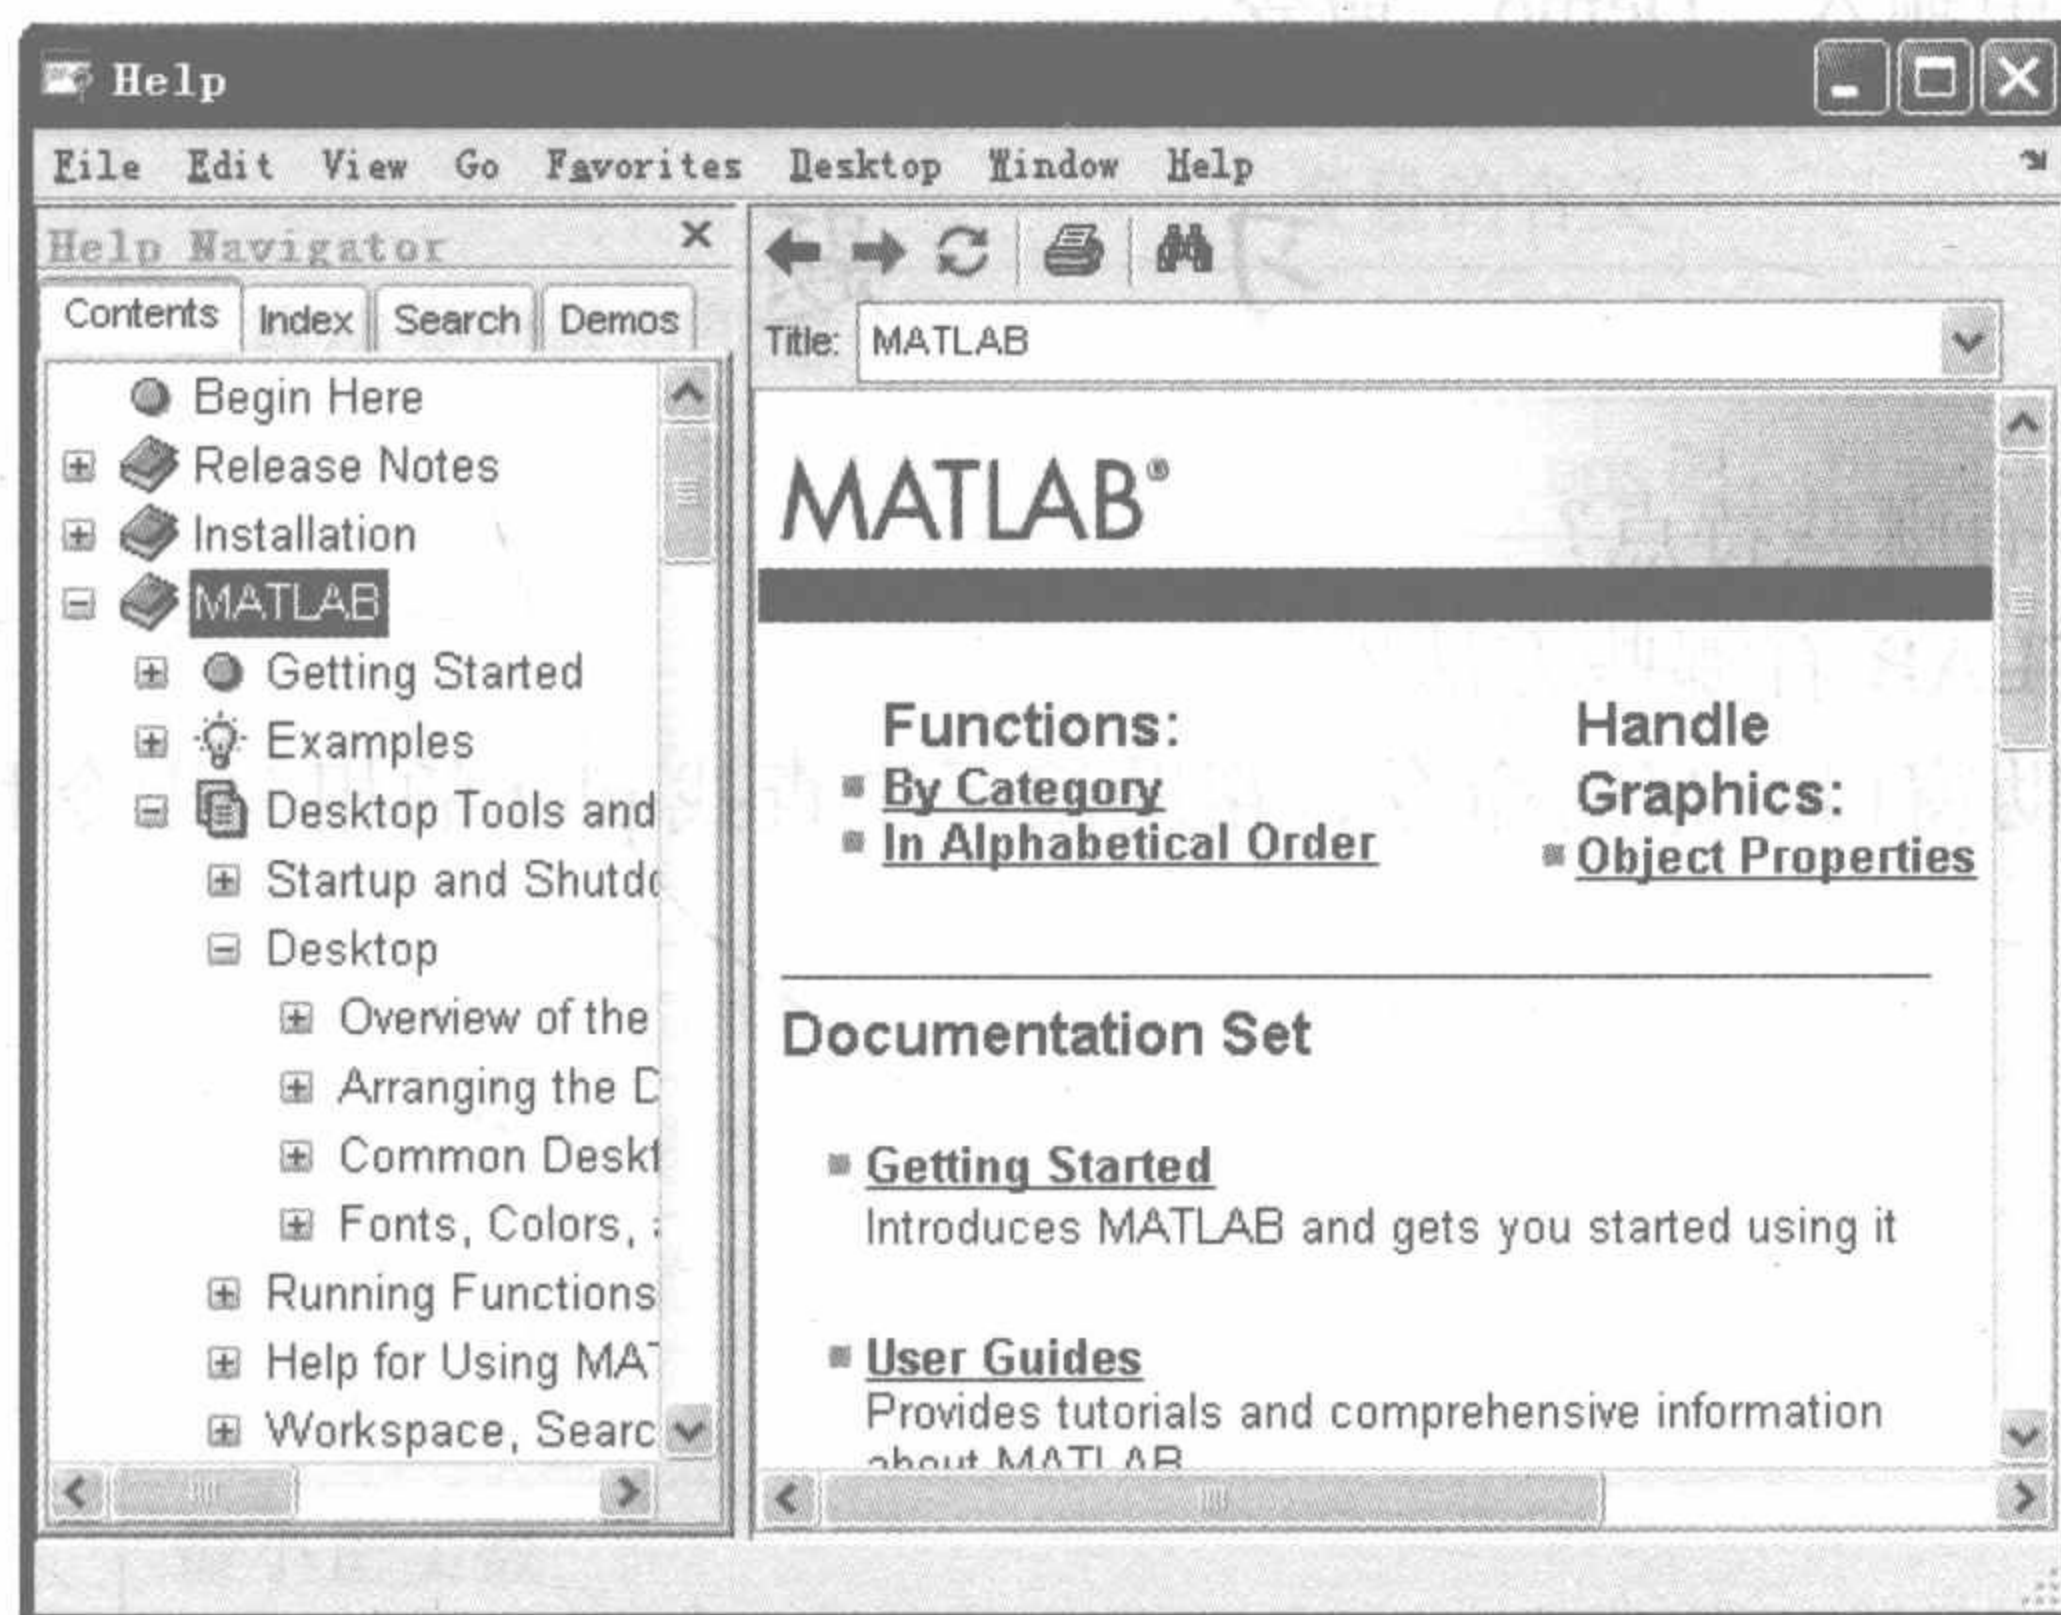 Help
File Edit View Go Favorites Desktop Window Help
Help Navigator
Contents Index Search Demos
Begin Here
Release Notes
Installation
MATLAB
Getting Started
Examples
Desktop Tools and
Startup and Shutdo
Desktop
Overview of the
Arranging the D
Common Deskt
Fonts, Colors,
Running Functions
Help for Using MAT
Workspace, Searc
Title: MATLAB
MATLAB®
Functions:
By Category
In Alphabetical Order
Handle
Graphics:
Object Properties
Documentation Set
Getting Started
Introduces MATLAB and gets you started using it
User Guides
Provides tutorials and comprehensive information
about MATLAB